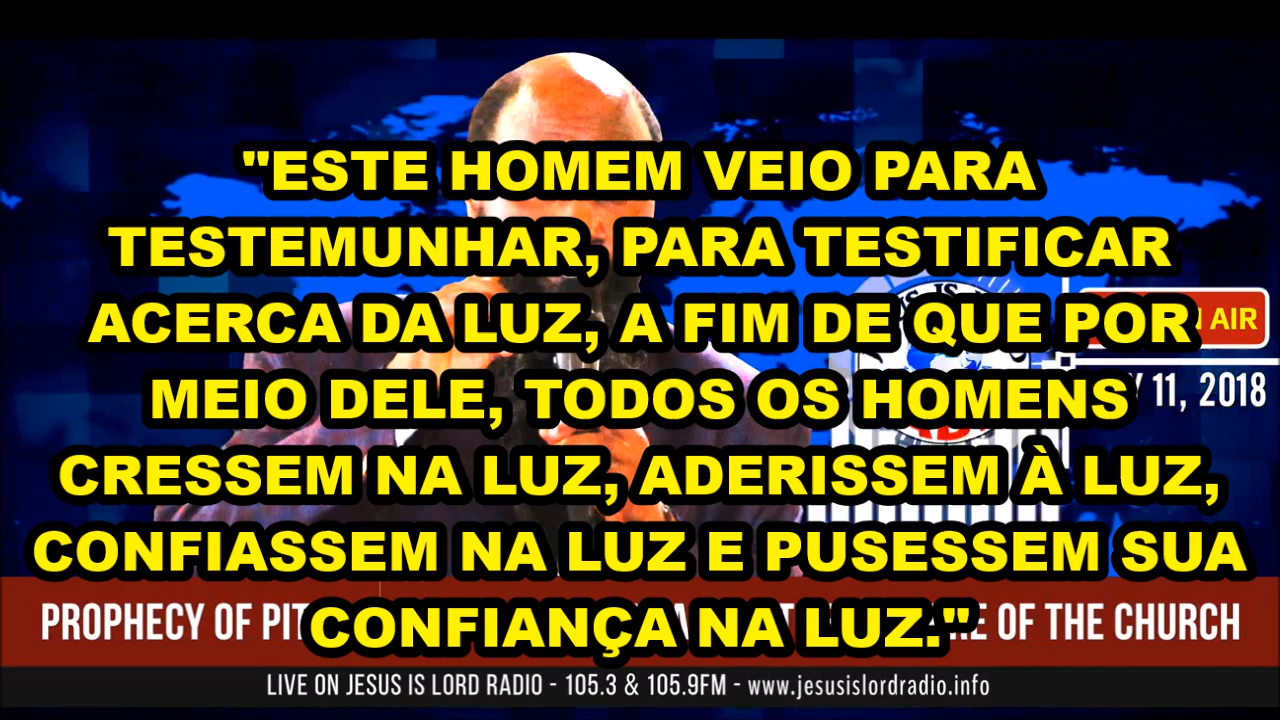 "ESTE HOMEM VEIO PARA
TESTEMUNHAR, PARA TESTIFICAR
ACERCA DA LUZ, A FIM DE QUE POR
MEIO DELE, TODOS OS HOMENS
CRESSEM NA LUZ, ADERISSEM À LUZ,
CONFIASSEM NA LUZ E PUSESSEM SUA
CONFIANÇA NA LUZ."
AIR
11, 2018
PROPHECY OF OF THE CHURCH
LIVE ON JESUS IS LORD RADIO - 105.3 & 105.9FM - www.jesusislordradio.info